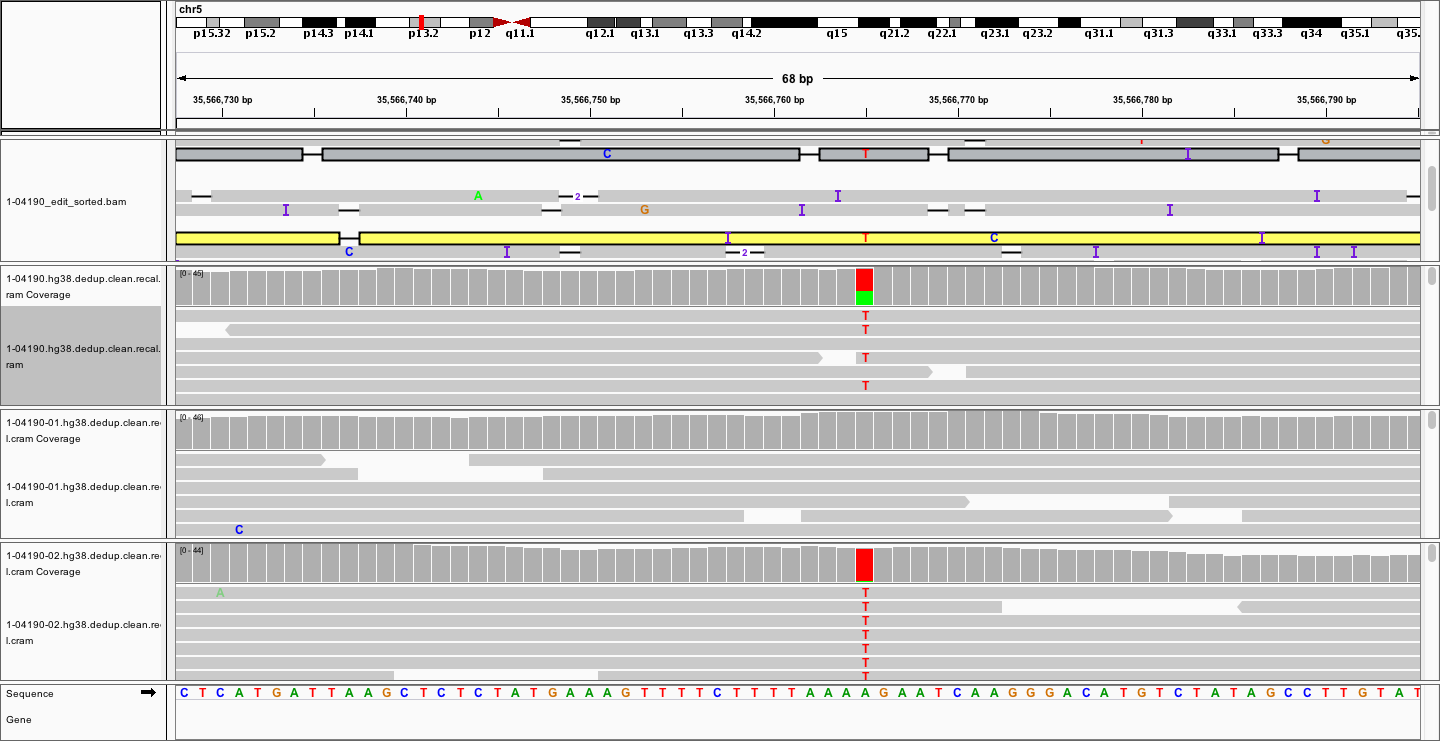 chr5
p15.32 p15.2 p14.3 p14.1 p13.2 p12 q11.1 q12.1 q13.1 q13.3 q14.2 q15 q21.2 q22.1 q23.1 q23.2 q31.1 q31.3 q33.1 q33.3 q34 q35.1 q35.
68 bp
35,566,730 bp 35,566,740 bp 35,566,750 bp 35,566,760 bp 35,566,770 bp 35,566,780 bp 35,566,790 bp
C T I
1-04190_edit_sorted.bam
A 2 I I
I G I I
I T C I
C I 2 I I I
1-04190.hg38.dedup.clean.recal.
ram Coverage
[0 - 45]
T
T
1-04190.hg38.dedup.clean.recal.
ram
T
T
1-04190-01.hg38.dedup.clean.re
l.cram Coverage
[0 - 46]
1-04190-01.hg38.dedup.clean.re
l.cram
C
1-04190-02.hg38.dedup.clean.re
l.cram Coverage
[0 - 44]
A T
T
T
1-04190-02.hg38.dedup.clean.re
l.cram
T
T
T
T
Sequence
C T C A T G A T T A A G C T C T C T A T G A A A G T T T T C T T T T A A A A G A A T C A A G G G A C A T G T C T A T A G C C T T G T A T
Gene